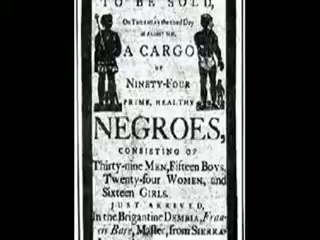 TO BE SOLD,
On THURSDAY the third Day
of AUGUST next,
A CARGO
OF
NINETY-FOUR
PRIME, HEALTHY
NEGROES,
CONSISTING OF
Thirty-nine MEN, Fifteen BOYS,
Twenty-four WOMEN, and
Sixteen GIRLS.
JUST ARRIVED,
In the Brigantine DEMBIA, Fran-
cis Bare, Master, from SIERRA-